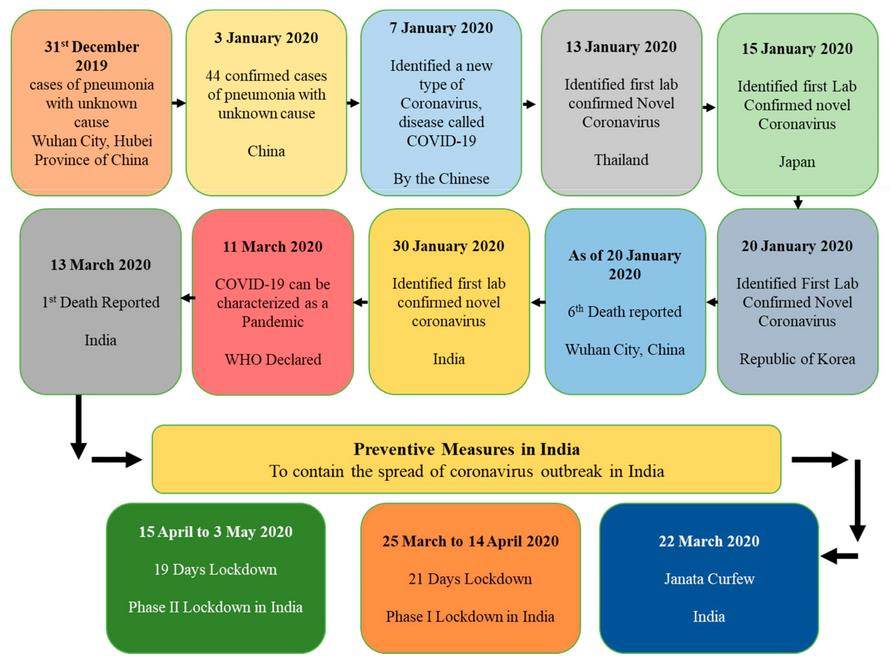 31st December
2019
cases of pneumonia
with unknown
cause
Wuhan City, Hubei
Province of China
3 January 2020
44 confirmed cases
of pneumonia with
unknown cause
China
7 January 2020
Identified a new
type of
Coronavirus,
disease called
COVID-19
By the Chinese
13 January 2020
Identified first lab
confirmed Novel
Coronavirus
Thailand
15 January 2020
Identified first Lab
Confirmed novel
Coronavirus
Japan
20 January 2020
Identified First Lab
Confirmed Novel
Coronavirus
Republic of Korea
As of 20 January
2020
6th Death reported
Wuhan City, China
30 January 2020
Identified first lab
confirmed novel
coronavirus
India
11 March 2020
COVID-19 can be
characterized as a
Pandemic
WHO Declared
13 March 2020
1st Death Reported
India
Preventive Measures in India
To contain the spread of coronavirus outbreak in India
22 March 2020
Janata Curfew
India
25 March to 14 April 2020
21 Days Lockdown
Phase I Lockdown in India
15 April to 3 May 2020
19 Days Lockdown
Phase II Lockdown in India